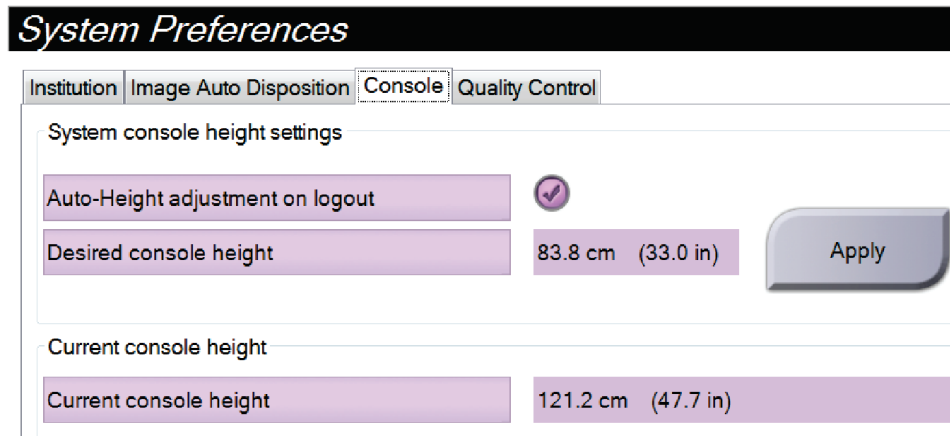 System Preferences
Institution Image Auto Disposition Console Quality Control
System console height settings
Auto-Height adjustment on logout
Desired console height 83.8 cm (33.0 in) Apply
Current console height
Current console height 121.2 cm (47.7 in)